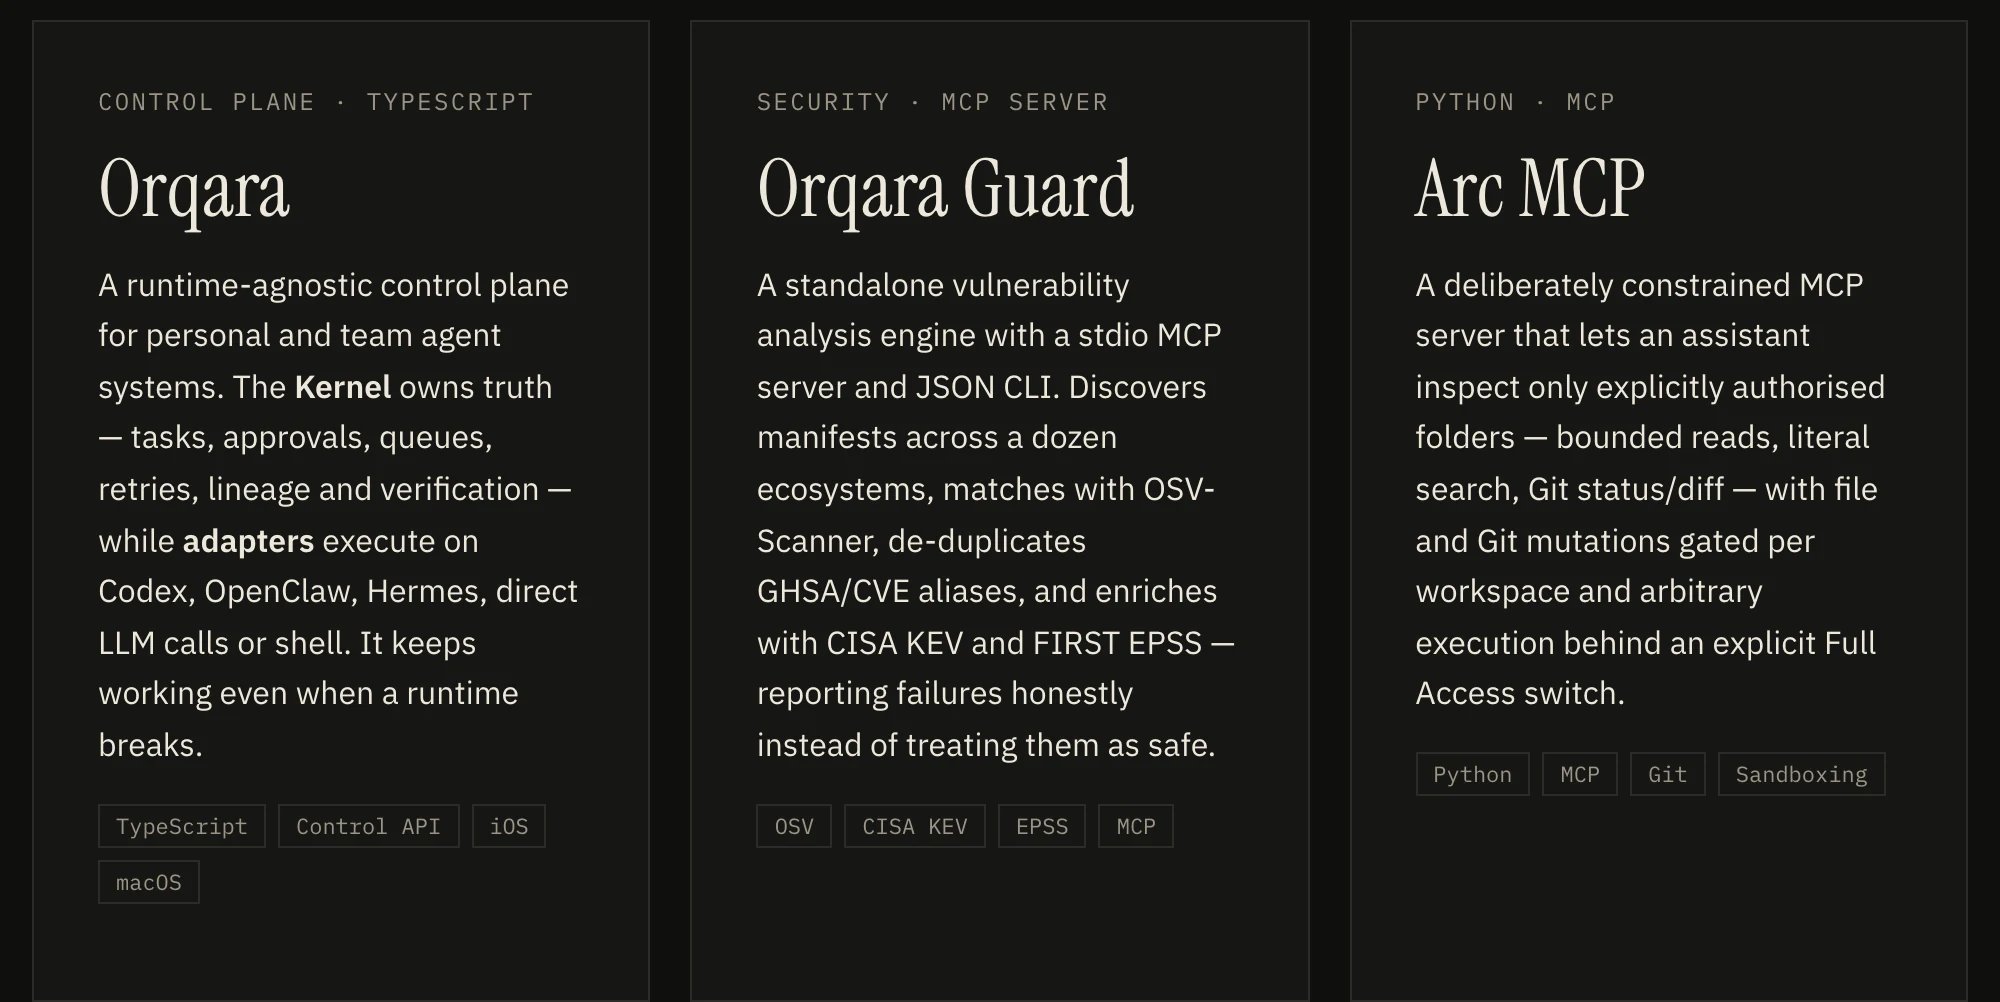 CONTROL PLANE · TYPESCRIPT
Orqara
A runtime-agnostic control plane
for personal and team agent
systems. The Kernel owns truth
— tasks, approvals, queues,
retries, lineage and verification —
while adapters execute on
Codex, OpenClaw, Hermes, direct
LLM calls or shell. It keeps
working even when a runtime
breaks.
TypeScript Control API iOS
macOS
SECURITY · MCP SERVER
Orqara Guard
A standalone vulnerability
analysis engine with a stdio MCP
server and JSON CLI. Discovers
manifests across a dozen
ecosystems, matches with OSV-
Scanner, de-duplicates
GHSA/CVE aliases, and enriches
with CISA KEV and FIRST EPSS —
reporting failures honestly
instead of treating them as safe.
OSV CISA KEV EPSS MCP
PYTHON · MCP
Arc MCP
A deliberately constrained MCP
server that lets an assistant
inspect only explicitly authorised
folders — bounded reads, literal
search, Git status/diff — with file
and Git mutations gated per
workspace and arbitrary
execution behind an explicit Full
Access switch.
Python MCP Git Sandboxing